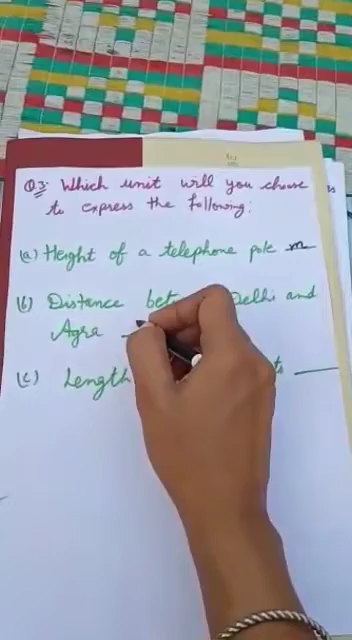 Q3. Which unit will you choose
to express the following:
(a) Height of a telephone pole m
(b) Distance bet Delhi and
Agra
(c) Length